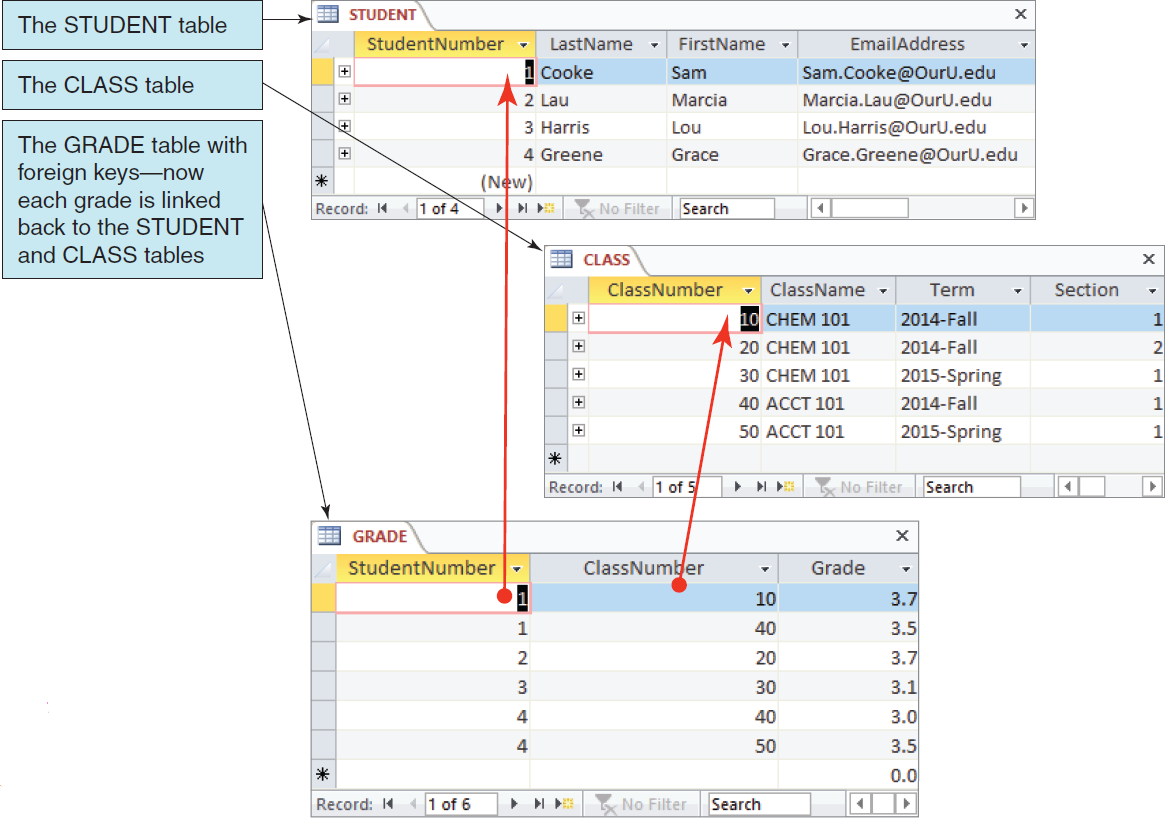 The STUDENT table
The CLASS table
The GRADE table with
foreign keys—now
each grade is linked
back to the STUDENT
and CLASS tables
STUDENT
StudentNumber LastName FirstName EmailAddress
1 Cooke Sam Sam.Cooke@OurU.edu
2 Lau Marcia Marcia.Lau@OurU.edu
3 Harris Lou Lou.Harris@OurU.edu
4 Greene Grace Grace.Greene@OurU.edu
(New)
Record: 1 of 4 No Filter Search
CLASS
ClassNumber ClassName Term Section
10 CHEM 101 2014-Fall 1
20 CHEM 101 2014-Fall 2
30 CHEM 101 2015-Spring 1
40 ACCT 101 2014-Fall 1
50 ACCT 101 2015-Spring 1
Record: 1 of 5 No Filter Search
GRADE
StudentNumber ClassNumber Grade
1 10 3.7
1 40 3.5
2 20 3.7
3 30 3.1
4 40 3.0
4 50 3.5
0.0
Record: 1 of 6 No Filter Search